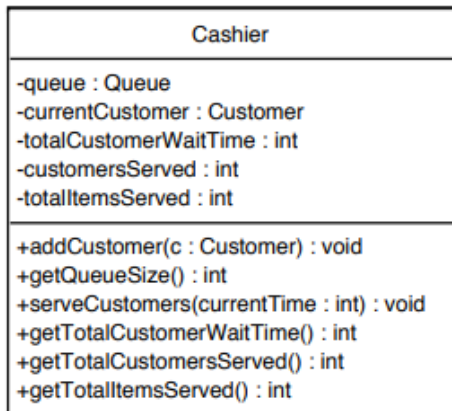 Cashier
-queue : Queue
-currentCustomer : Customer
-totalCustomerWaitTime : int
-customersServed : int
-totalItemsServed : int
+addCustomer(c : Customer) : void
+getQueueSize() : int
+serveCustomers(currentTime : int) : void
+getTotalCustomerWaitTime() : int
+getTotalCustomersServed() : int
+getTotalItemsServed() : int